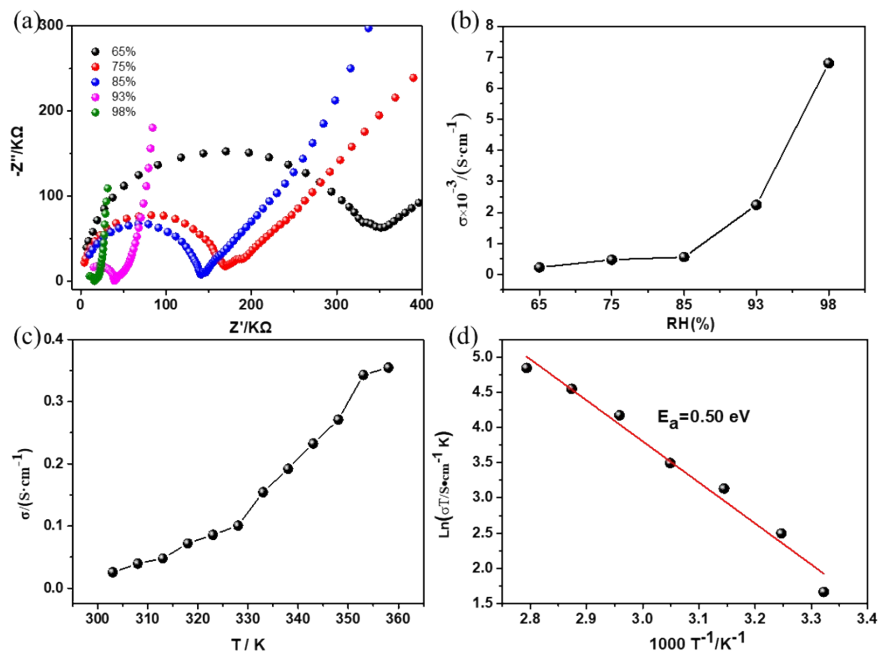 (a)
65%
75%
85%
93%
98%
300
200
100
0
-Z''/KΩ
0 100 200 300 400
Z'/KΩ
(b)
8
7
6
5
4
3
2
1
0
σ×10⁻³/(S·cm⁻¹)
65 75 85 93 98
RH(%)
(c)
0.4
0.3
0.2
0.1
0.0
σ/(S·cm⁻¹)
300 310 320 330 340 350 360
T / K
(d)
5.0
4.5
4.0
3.5
3.0
2.5
2.0
1.5
Ln(σT/S•cm⁻¹ K)
Eₐ=0.50 eV
2.8 2.9 3.0 3.1 3.2 3.3 3.4
1000 T⁻¹/K⁻¹